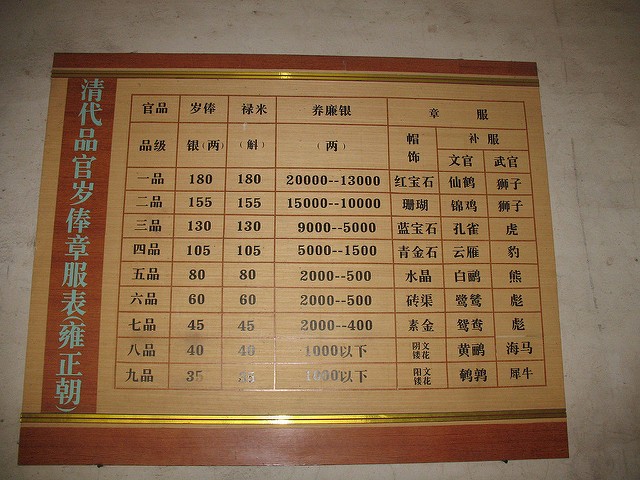 清代品官岁俸章服表(雍正朝)
官品 岁俸 禄米 养廉银 章 服
品级 银(两) (斛) (两) 帽饰 补服
文官 武官
一品 180 180 20000--13000 红宝石 仙鹤 狮子
二品 155 155 15000--10000 珊瑚 锦鸡 狮子
三品 130 130 9000--5000 蓝宝石 孔雀 虎
四品 105 105 5000--1500 青金石 云雁 豹
五品 80 80 2000--500 水晶 白鹇 熊
六品 60 60 2000--500 砖渠 鹭鸶 彪
七品 45 45 2000--400 素金 鸳鸯 彪
八品 40 40 1000以下 阴文镂花 黄鹂 海马
九品 35 35 1000以下 阳文镂花 鹌鹑 犀牛